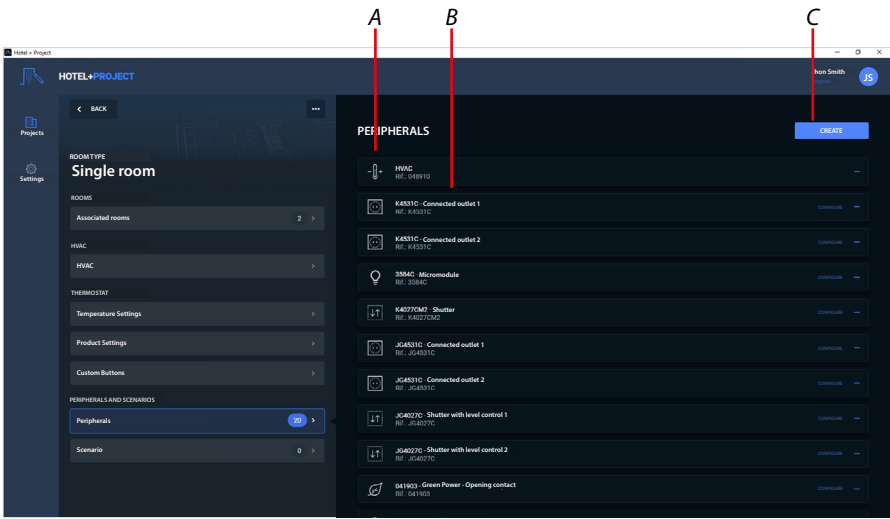 A
B
C
Hotel + Project
HOTEL+PROJECT
hon Smith
JS
Projects
Settings
BACK
ROOM TYPE
Single room
ROOMS
Associated rooms 2
HVAC
HVAC
THERMOSTAT
Temperature Settings
Product Settings
Custom Buttons
PERIPHERALS AND SCENARIOS
Peripherals 20
Scenario 0
PERIPHERALS
CREATE
HVAC
Rif.: 048910
K4531C - Connected outlet 1
Rif.: K4531C
CONFIGURE
K4531C - Connected outlet 2
Rif.: K4531C
CONFIGURE
3584C - Micromodule
Rif.: 3584C
CONFIGURE
K4027CM2 - Shutter
Rif.: K4027CM2
CONFIGURE
JG4531C - Connected outlet 1
Rif.: JG4531C
CONFIGURE
JG4531C - Connected outlet 2
Rif.: JG4531C
CONFIGURE
JG4027C - Shutter with level control 1
Rif.: JG4027C
CONFIGURE
JG4027C - Shutter with level control 2
Rif.: JG4027C
CONFIGURE
041903 - Green Power - Opening contact
Rif.: 041903
CONFIGURE